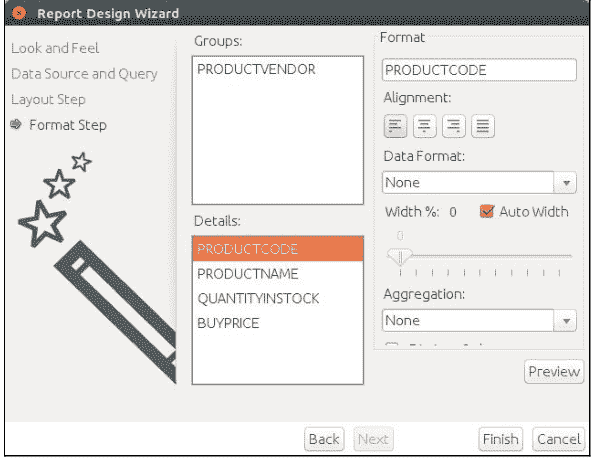 Report Design Wizard
Look and Feel
Data Source and Query
Layout Step
Format Step
Groups:
PRODUCTVENDOR
Details:
PRODUCTCODE
PRODUCTNAME
QUANTITYINSTOCK
BUYPRICE
Format
PRODUCTCODE
Alignment:
Data Format:
None
Width %: 0 Auto Width
0
Aggregation:
None
Preview
Back Next Finish Cancel